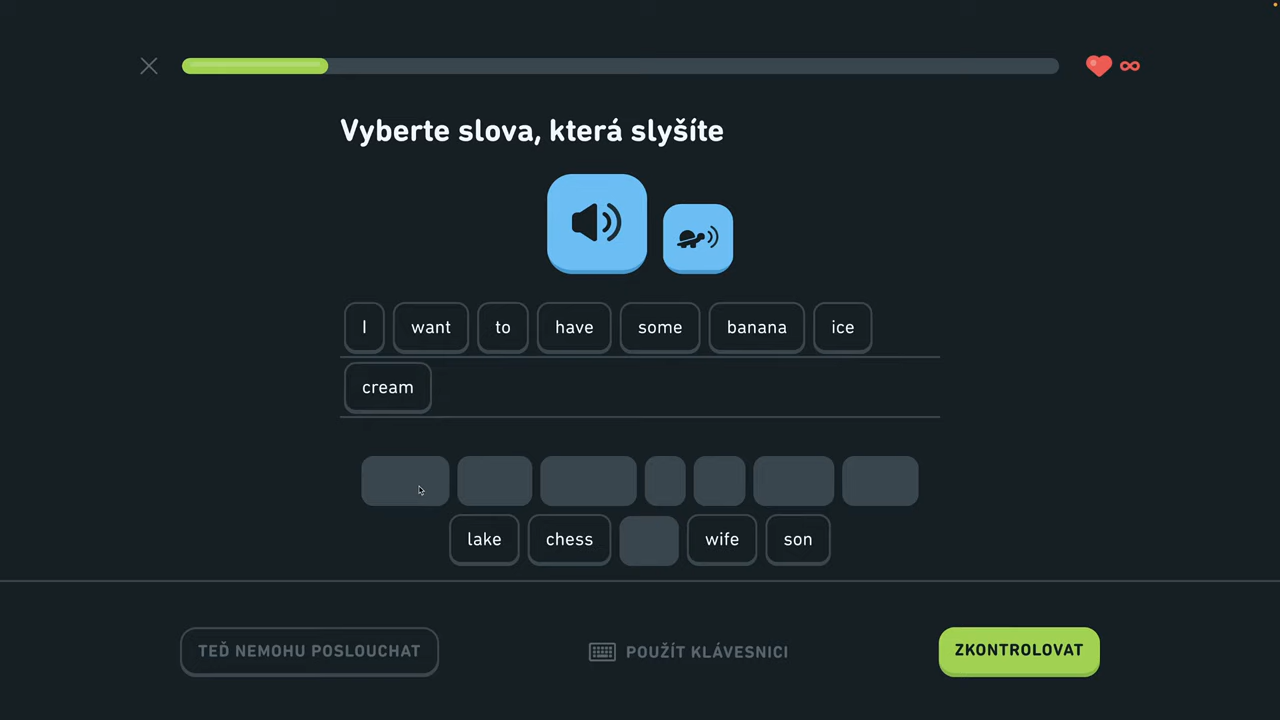 Vyberte slova, která slyšíte
I want to have some banana ice
cream
lake chess wife son
TEĎ NEMOHU POSLOUCHAT POUŽÍT KLÁVESNICI ZKONTROLOVAT